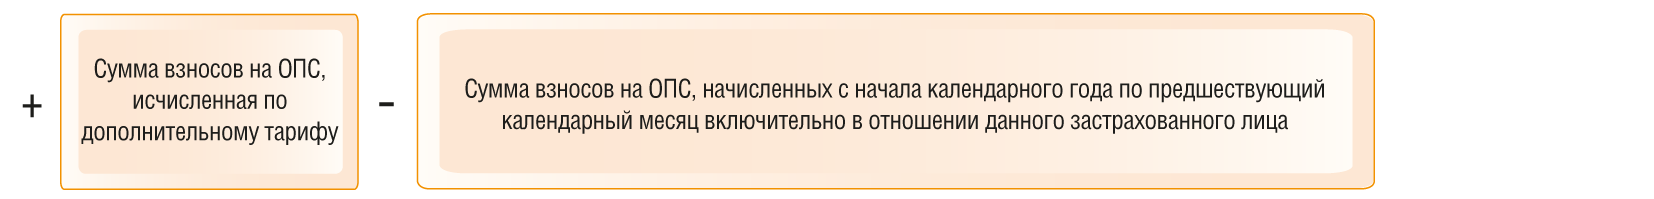 +
Сумма взносов на ОПС,
исчисленная по
дополнительному тарифу
-
Сумма взносов на ОПС, начисленных с начала календарного года по предшествующий
календарный месяц включительно в отношении данного застрахованного лица